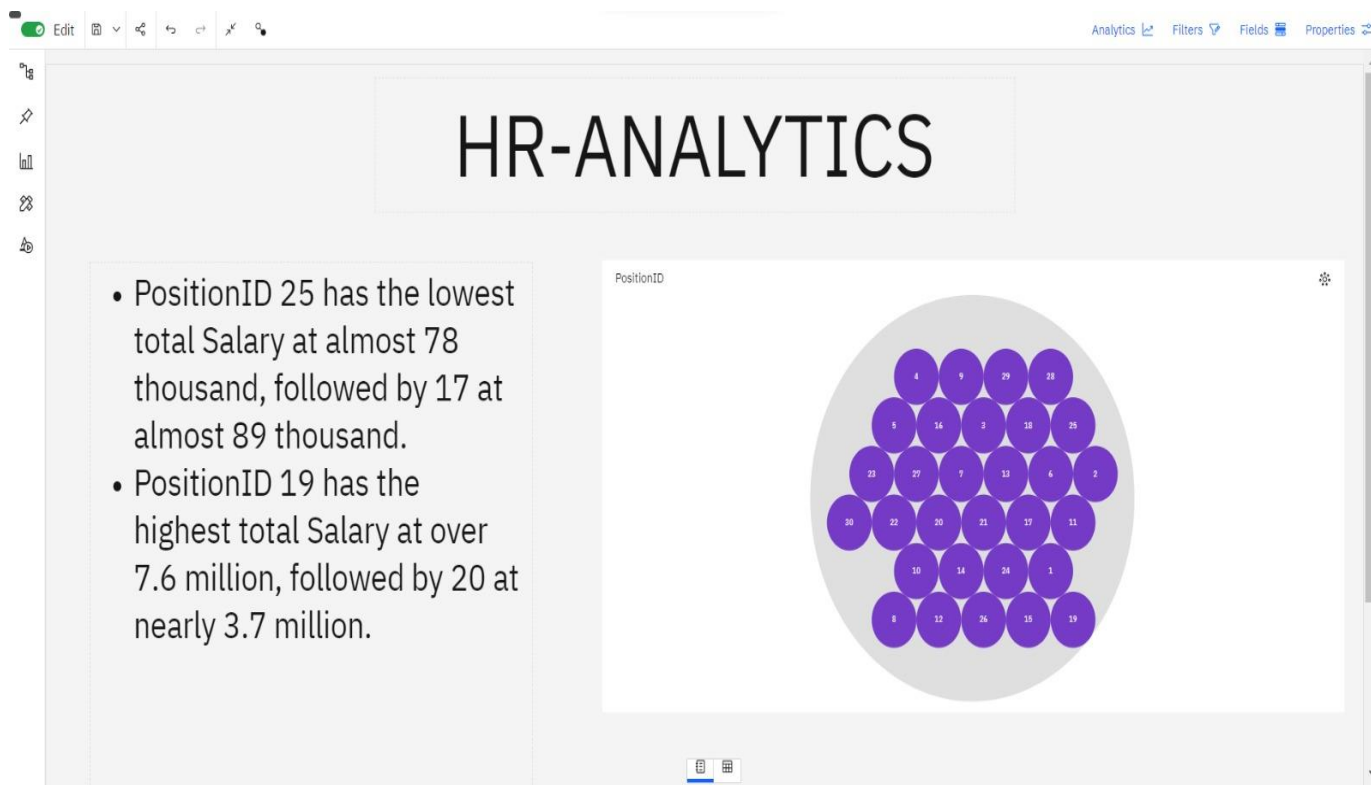 Edit
Analytics Filters Fields Properties
HR-ANALYTICS
• PositionID 25 has the lowest
total Salary at almost 78
thousand, followed by 17 at
almost 89 thousand.
• PositionID 19 has the
highest total Salary at over
7.6 million, followed by 20 at
nearly 3.7 million.
PositionID
4 9 29 28
5 16 3 18 25
23 27 7 13 6 2
30 22 20 21 17 11
10 14 24 1
8 12 26 15 19